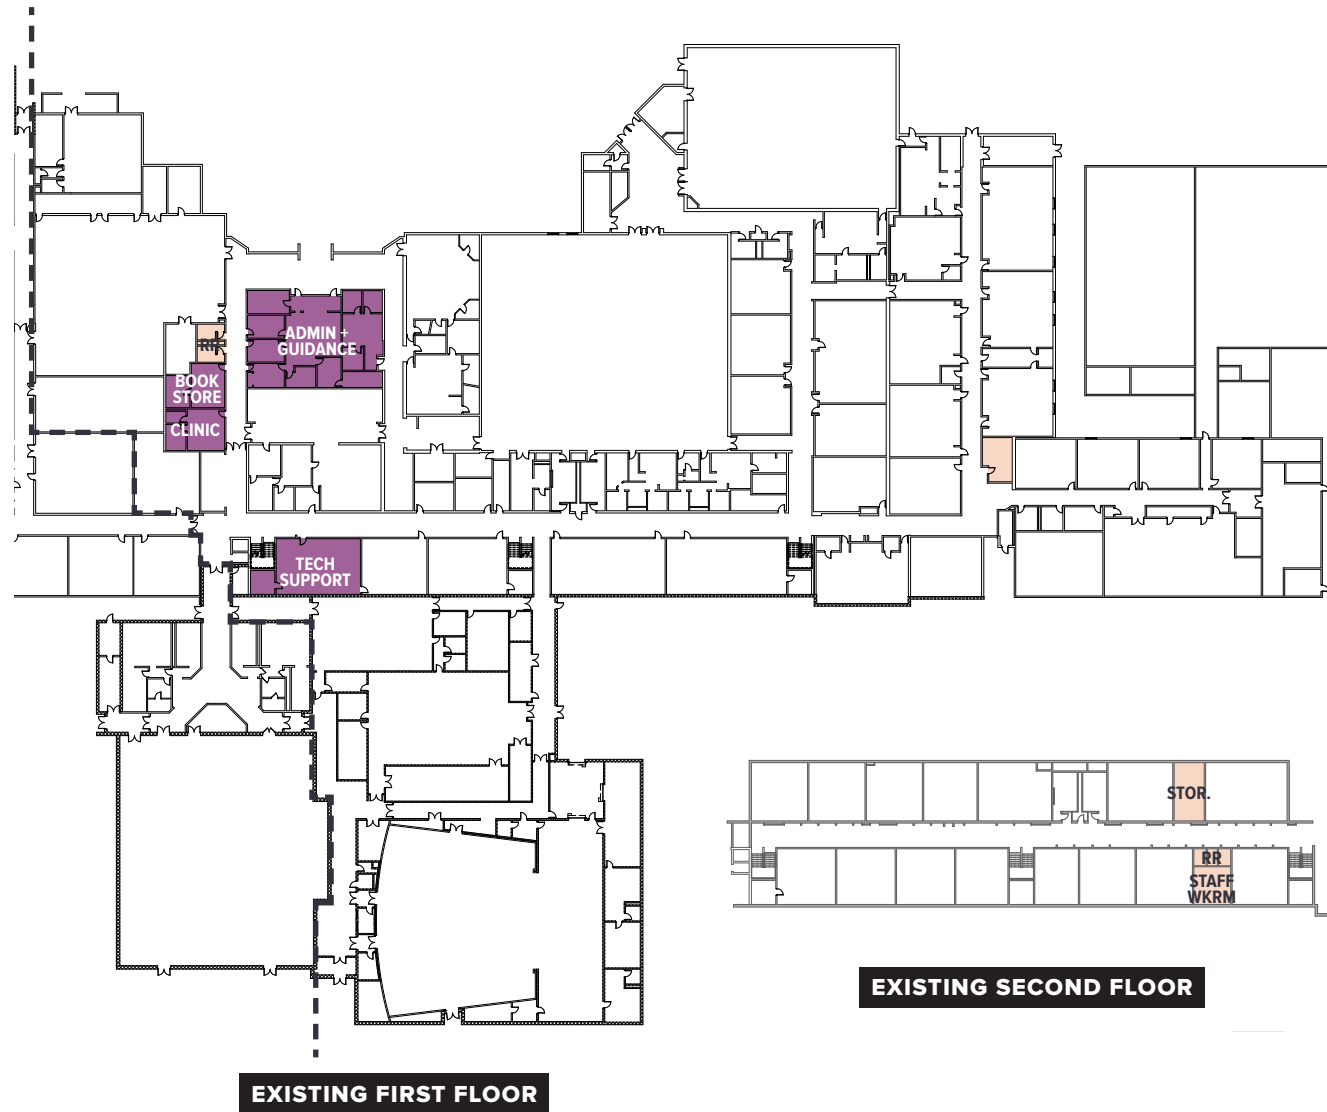 ADMIN +
GUIDANCE
RR
BOOK
STORE
CLINIC
TECH
SUPPORT
STOR.
RR
STAFF
WKRM
EXISTING SECOND FLOOR
EXISTING FIRST FLOOR